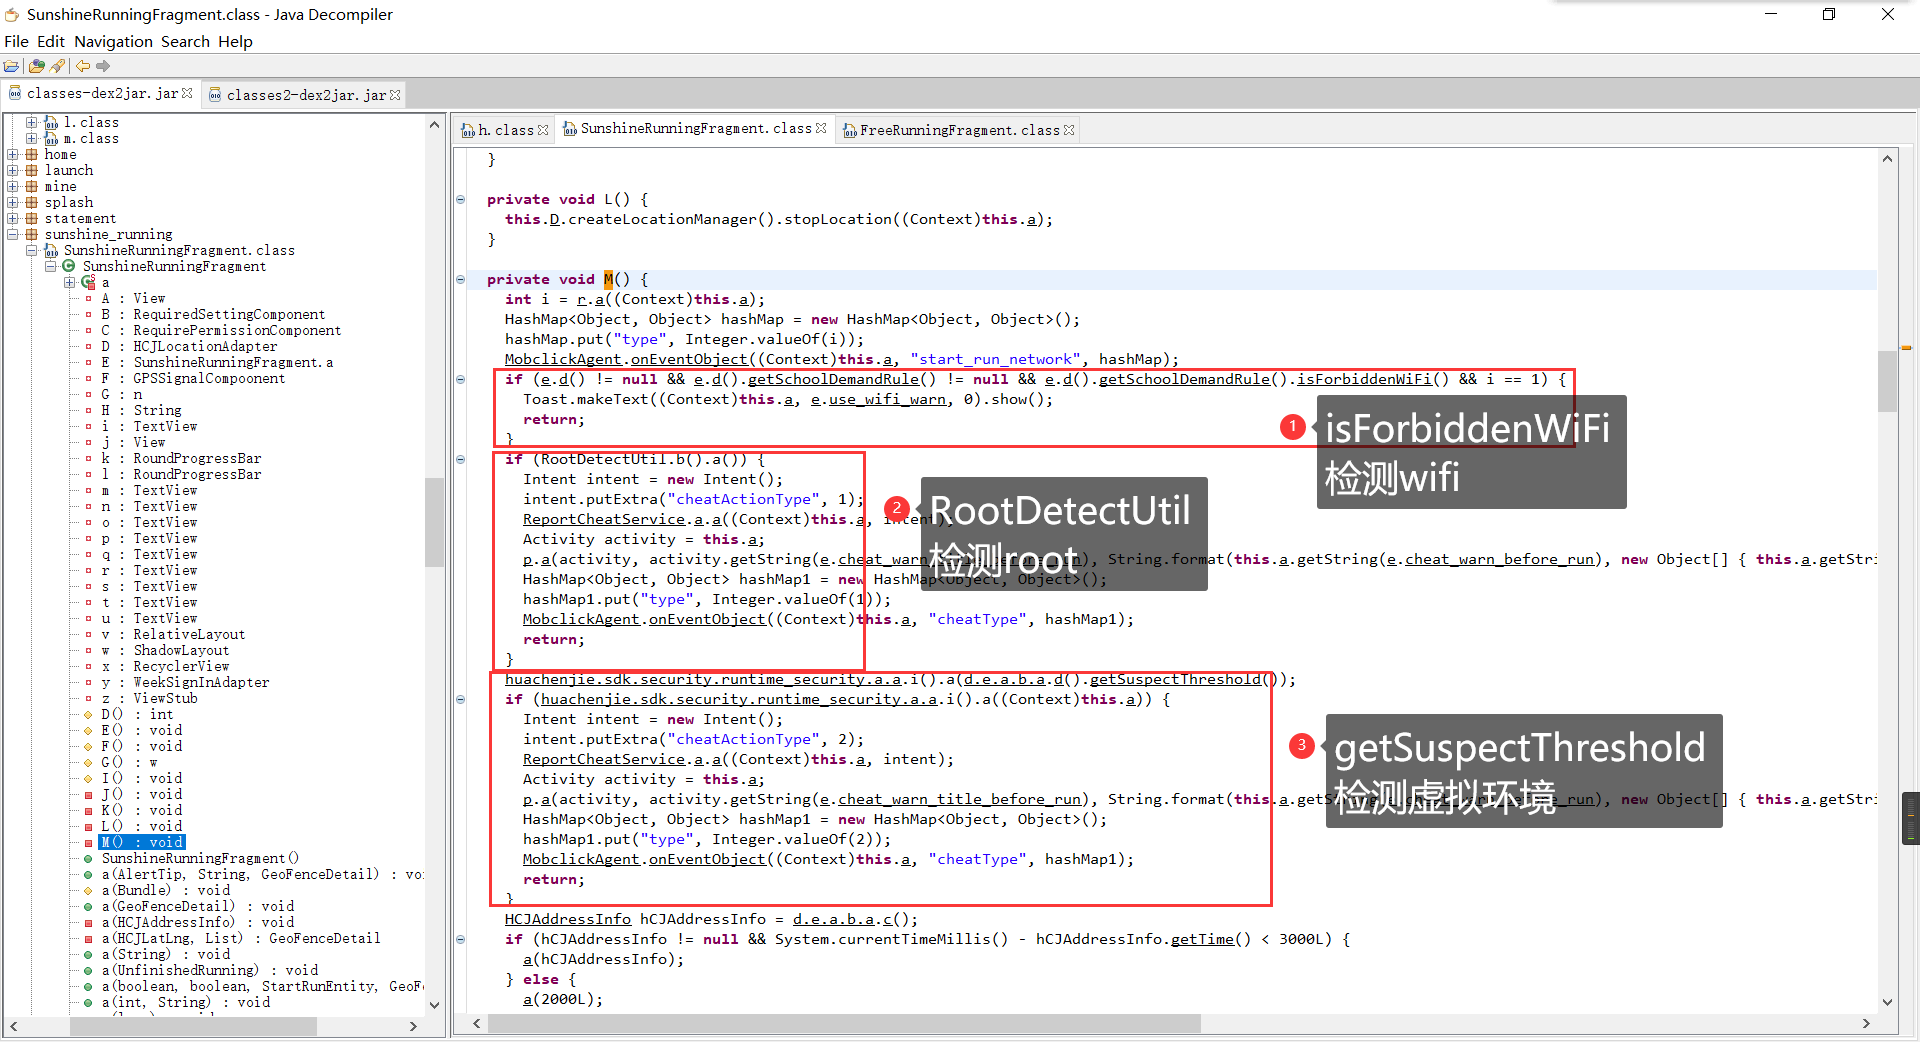 SunshineRunningFragment.class - Java Decompiler
File Edit Navigation Search Help
classes-dex2jar.jar
classes2-dex2jar.jar
l.class
m.class
home
launch
mine
splash
statement
sunshine_running
SunshineRunningFragment.class
SunshineRunningFragment
a
A : View
B : RequiredSettingComponent
C : RequirePermissionComponent
D : HCJLocationAdapter
E : SunshineRunningFragment.a
F : GPSSignalCompoonent
G : n
H : String
i : TextView
j : View
k : RoundProgressBar
l : RoundProgressBar
m : TextView
n : TextView
o : TextView
p : TextView
q : TextView
r : TextView
s : TextView
t : TextView
u : TextView
v : RelativeLayout
w : ShadowLayout
x : RecyclerView
y : WeekSignInAdapter
z : ViewStub
D() : int
E() : void
F() : void
G() : w
I() : void
J() : void
K() : void
L() : void
M() : void
SunshineRunningFragment()
a(AlertTip, String, GeoFenceDetail) : voi
a(Bundle) : void
a(GeoFenceDetail) : void
a(HCJAddressInfo) : void
a(HCJLatLng, List) : GeoFenceDetail
a(String) : void
a(UnfinishedRunning) : void
a(boolean, boolean, StartRunEntity, GeoF
a(int, String) : void
h.class
SunshineRunningFragment.class
FreeRunningFragment.class
}
private void L() {
this.D.createLocationManager().stopLocation((Context)this.a);
}
private void M() {
int i = r.a((Context)this.a);
HashMap<Object, Object> hashMap = new HashMap<Object, Object>();
hashMap.put("type", Integer.valueOf(i));
MobclickAgent.onEventObject((Context)this.a, "start_run_network", hashMap);
if (e.d() != null && e.d().getSchoolDemandRule() != null && e.d().getSchoolDemandRule().isForbiddenWiFi() && i == 1) {
Toast.makeText((Context)this.a, e.use_wifi_warn, 0).show();
return;
}
1
isForbiddenWiFi
检测wifi
if (RootDetectUtil.b().a()) {
Intent intent = new Intent();
intent.putExtra("cheatActionType", 1);
ReportCheatService.a.a((Context)this.a, intent);
Activity activity = this.a;
p.a(activity, activity.getString(e.cheat_warn_title_before_run), String.format(this.a.getString(e.cheat_warn_before_run), new Object[] { this.a.getStri
HashMap<Object, Object> hashMap1 = new HashMap<Object, Object>();
hashMap1.put("type", Integer.valueOf(1));
MobclickAgent.onEventObject((Context)this.a, "cheatType", hashMap1);
return;
}
2
RootDetectUtil
检测root
huachenjie.sdk.security.runtime_security.a.a.i().a(d.e.a.b.a.d().getSuspectThreshold());
if (huachenjie.sdk.security.runtime_security.a.a.i().a((Context)this.a)) {
Intent intent = new Intent();
intent.putExtra("cheatActionType", 2);
ReportCheatService.a.a((Context)this.a, intent);
Activity activity = this.a;
p.a(activity, activity.getString(e.cheat_warn_title_before_run), String.format(this.a.getString(e.cheat_warn_before_run), new Object[] { this.a.getStri
HashMap<Object, Object> hashMap1 = new HashMap<Object, Object>();
hashMap1.put("type", Integer.valueOf(2));
MobclickAgent.onEventObject((Context)this.a, "cheatType", hashMap1);
return;
}
3
getSuspectThreshold
检测虚拟环境
HCJAddressInfo hCJAddressInfo = d.e.a.b.a.c();
if (hCJAddressInfo != null && System.currentTimeMillis() - hCJAddressInfo.getTime() < 3000L) {
a(hCJAddressInfo);
} else {
a(2000L);